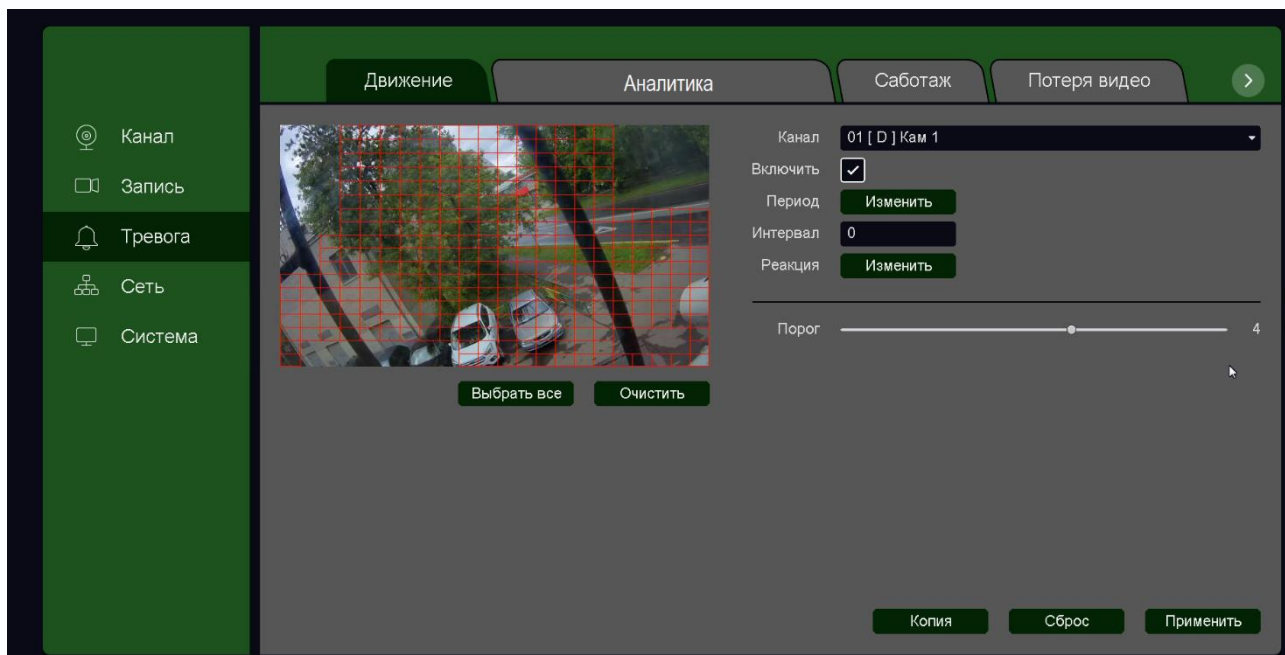 Движение
Аналитика
Саботаж
Потеря видео
Канал
Запись
Тревога
Сеть
Система
Канал 01 [ D ] Кам 1
Включить
Период Изменить
Интервал 0
Реакция Изменить
Порог 4
Выбрать все
Очистить
Копия
Сброс
Применить